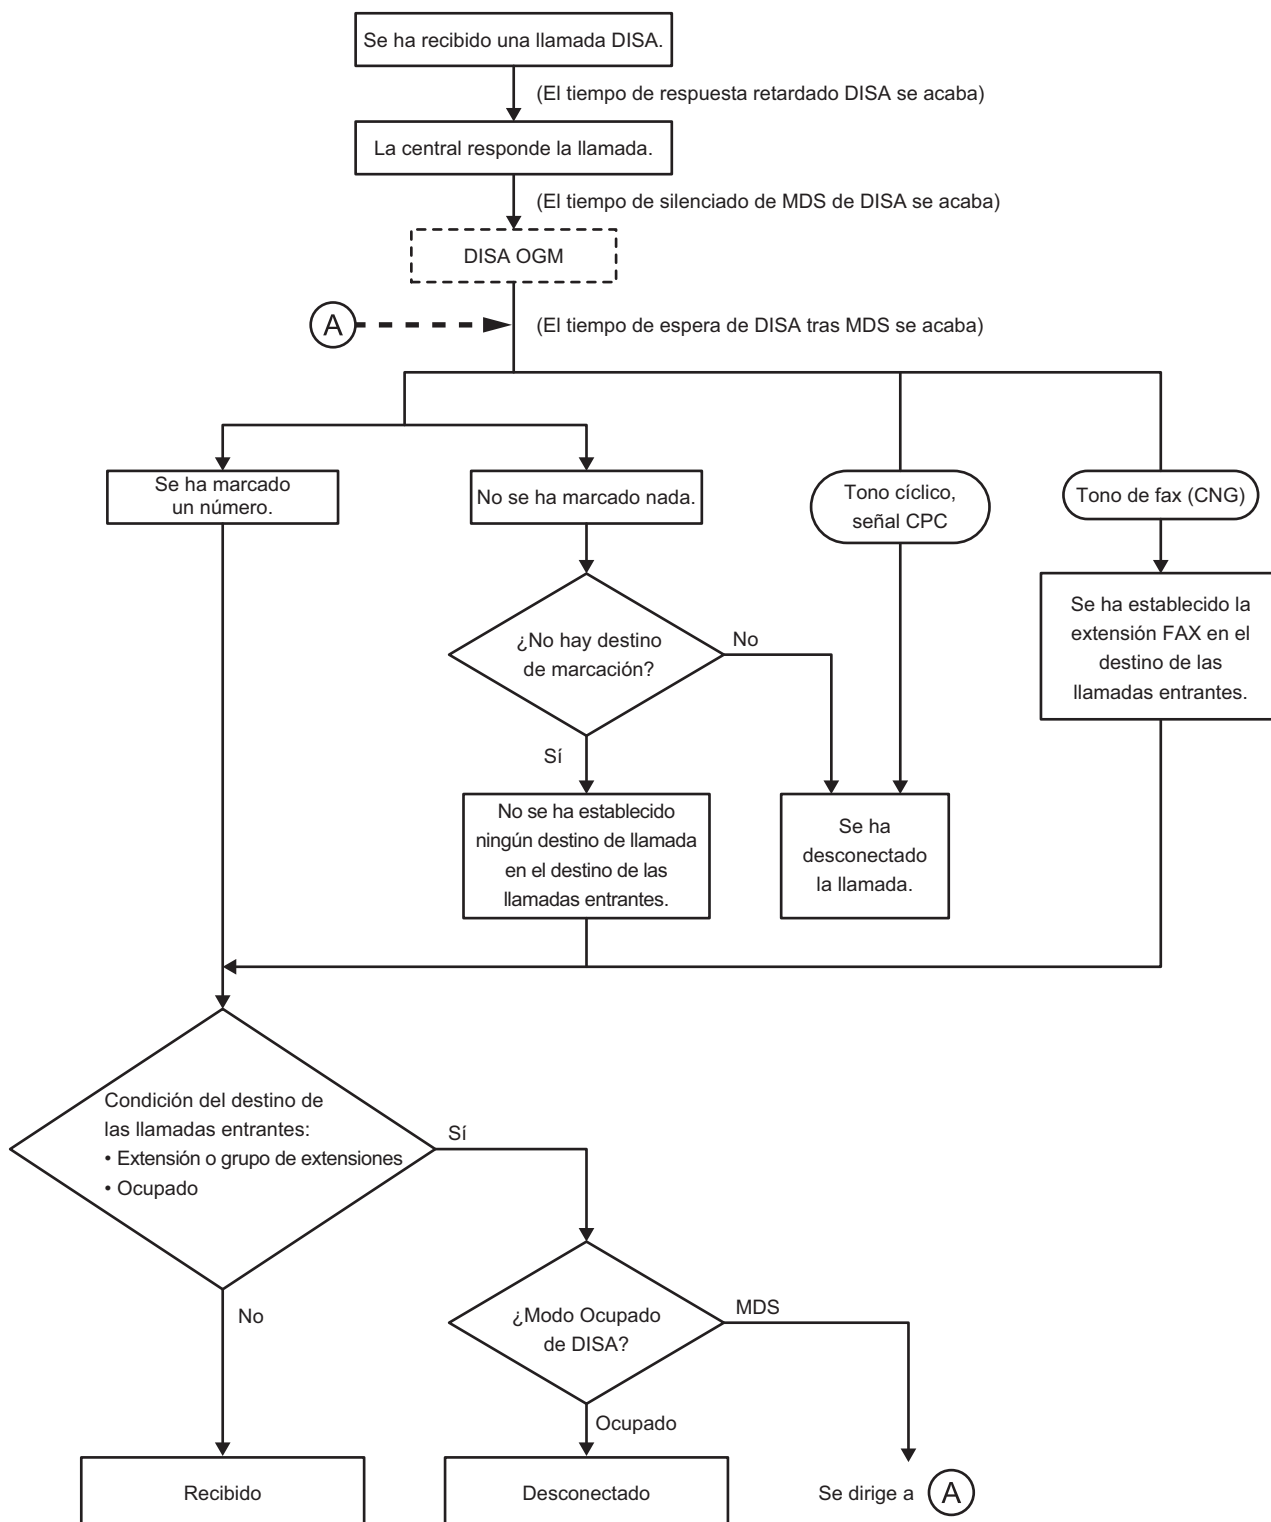 Se ha recibido una llamada DISA.
(El tiempo de respuesta retardado DISA se acaba)
La central responde la llamada.
(El tiempo de silenciado de MDS de DISA se acaba)
DISA OGM
A
(El tiempo de espera de DISA tras MDS se acaba)
Se ha marcado
un número.
No se ha marcado nada.
Tono cíclico,
señal CPC
Tono de fax (CNG)
¿No hay destino
de marcación?
No
Sí
Se ha establecido la
extensión FAX en el
destino de las
llamadas entrantes.
No se ha establecido
ningún destino de llamada
en el destino de las
llamadas entrantes.
Se ha
desconectado
la llamada.
Condición del destino de
las llamadas entrantes:
• Extensión o grupo de extensiones
• Ocupado
Sí
No
¿Modo Ocupado
de DISA?
MDS
Ocupado
Recibido
Desconectado
Se dirige a A